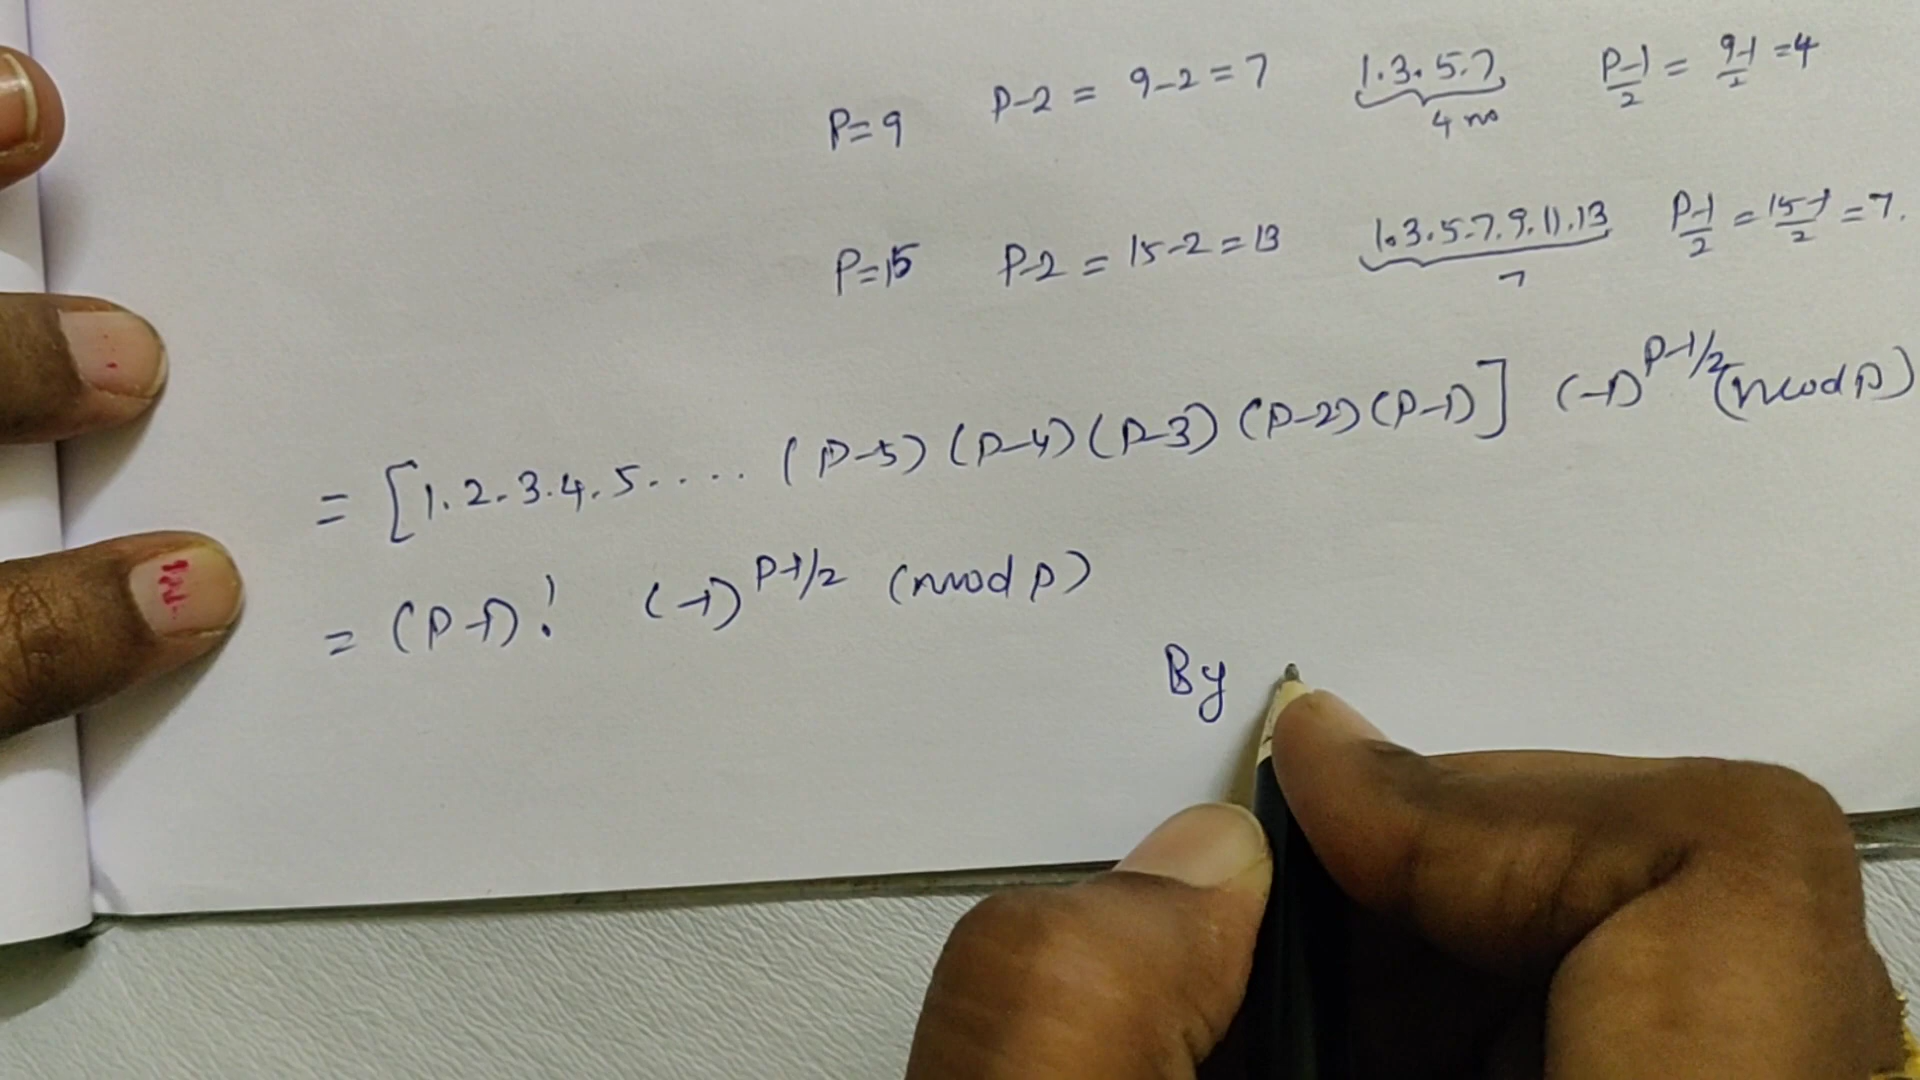 P=9 P-2 = 9-2=7 1.3.5.7 P-1/2 = 9-1/2 =4
4 no
P=15 P-2 = 15-2=13 1.3.5.7.9.11.13 P-1/2 = 15-1/2 =7.
7
= [1.2.3.4.5..... (P-5)(P-4)(P-3)(P-2)(P-1)] (-1)^P-1/2 (mod p)
= (P-1)! (-1)^P-1/2 (mod p)
By